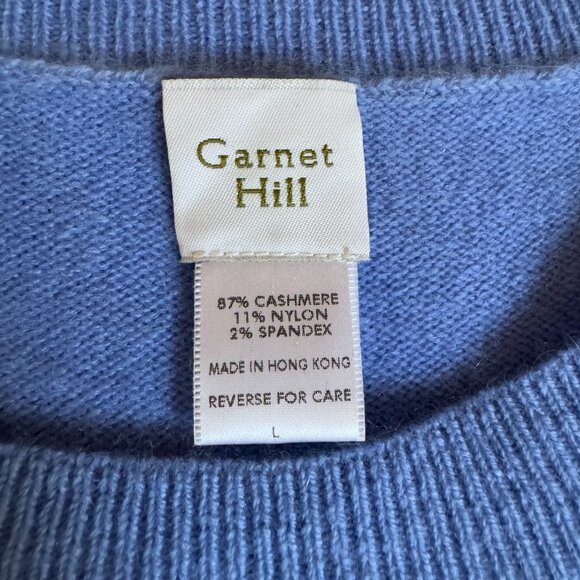 Garnet
Hill
87% CASHMERE
11% NYLON
2% SPANDEX
MADE IN HONG KONG
REVERSE FOR CARE
L